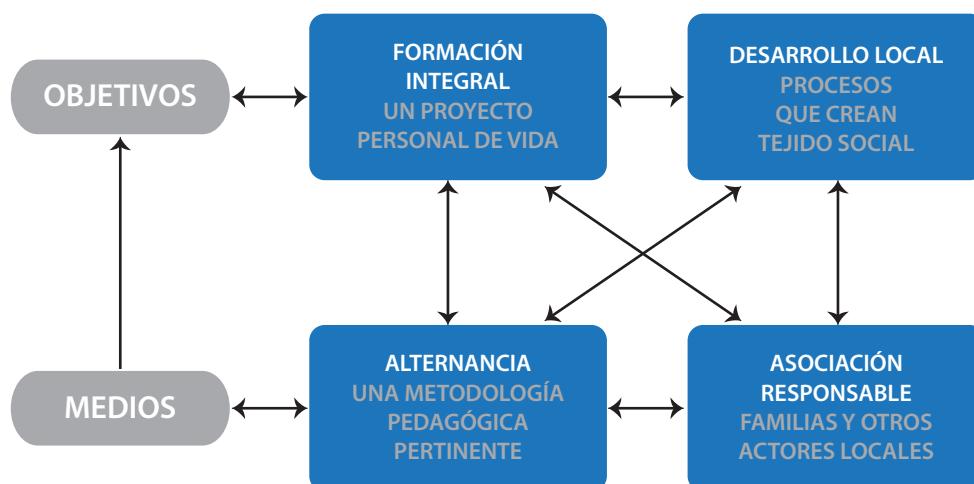 OBJETIVOS
FORMACIÓN
INTEGRAL
UN PROYECTO
PERSONAL DE VIDA
DESARROLLO LOCAL
PROCESOS
QUE CREAN
TEJIDO SOCIAL
MEDIOS
ALTERNANCIA
UNA METODOLOGÍA
PEDAGÓGICA
PERTINENTE
ASOCIACIÓN
RESPONSABLE
FAMILIAS Y OTROS
ACTORES LOCALES